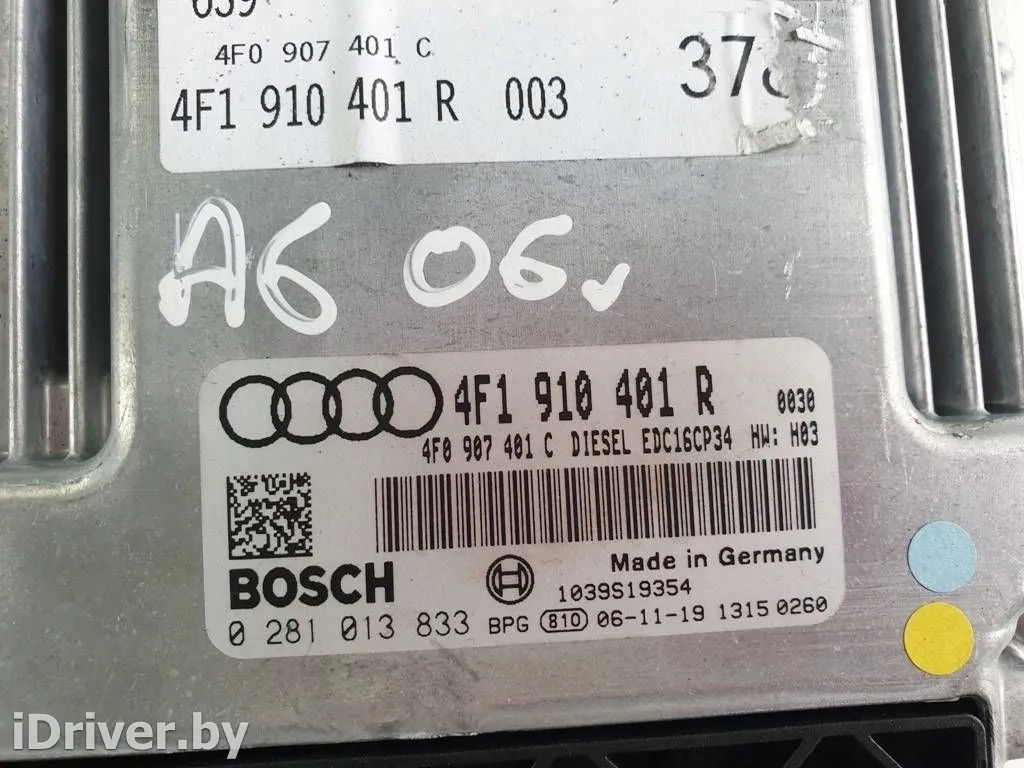 4F0 907 401 C
4F1 910 401 R 003
A6 06
4F1 910 401 R 0030
4F0 907 401 C DIESEL EDC16CP34 HW: H03
Made in Germany
BOSCH
1039S19354
0 281 013 833 BPG 810 06-11-19 1315 0260
iDriver.by